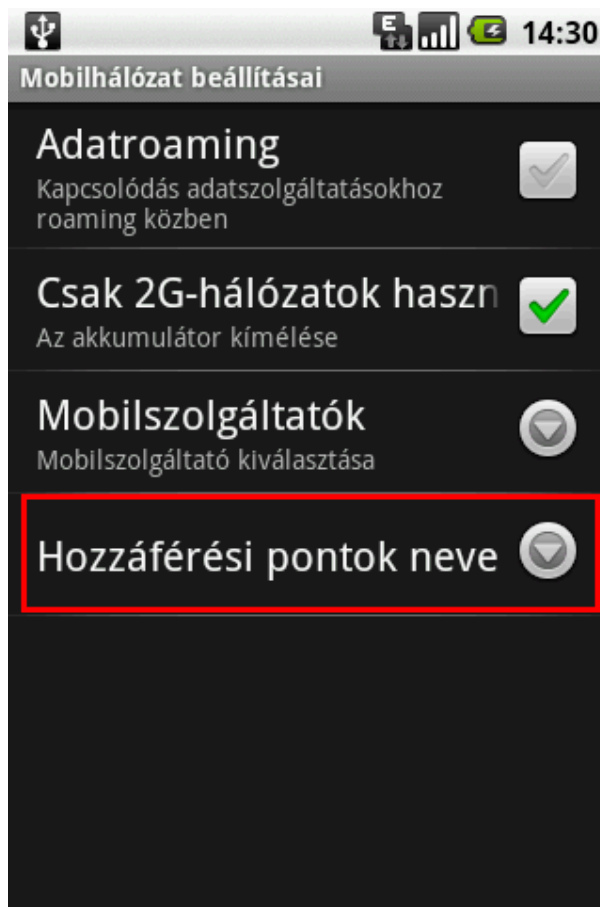 E 14:30
Mobilhálózat beállításai
Adatroaming
Kapcsolódás adatszolgáltatásokhoz
roaming közben
Csak 2G-hálózatok haszn
Az akkumulátor kímélése
Mobilszolgáltatók
Mobilszolgáltató kiválasztása
Hozzáférési pontok neve